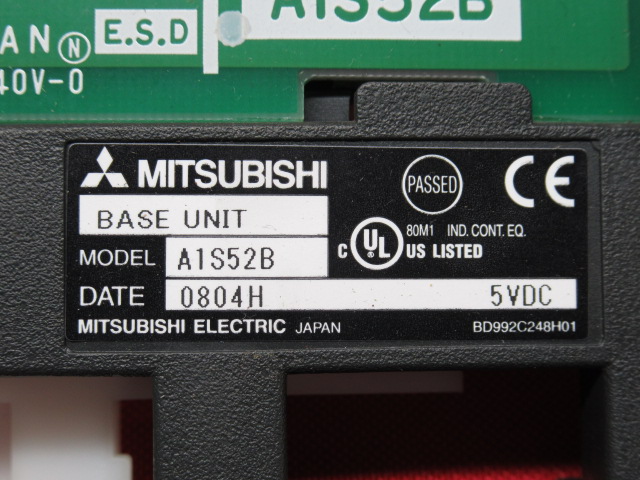 A1S52B
AN N E.S.D
40V-0
MITSUBISHI
PASSED
CE
BASE UNIT
MODEL A1S52B
C UL US LISTED
80M1 IND. CONT. EQ.
DATE 0804H 5VDC
MITSUBISHI ELECTRIC JAPAN
BD992C248H01